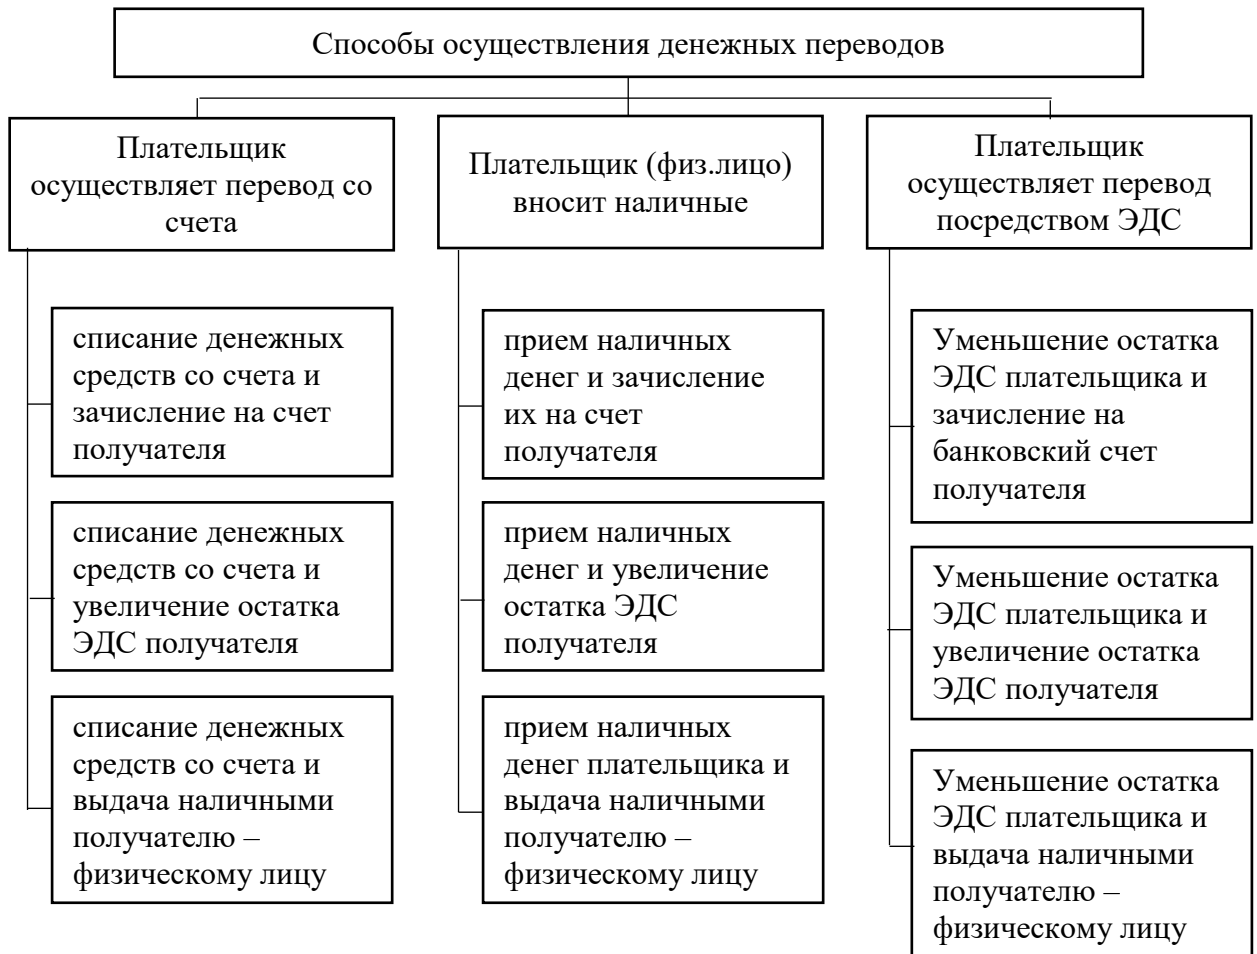 Способы осуществления денежных переводов
Плательщик
осуществляет перевод со
счета
Плательщик (физ.лицо)
вносит наличные
Плательщик
осуществляет перевод
посредством ЭДС
списание денежных
средств со счета и
зачисление на счет
получателя
списание денежных
средств со счета и
увеличение остатка
ЭДС получателя
списание денежных
средств со счета и
выдача наличными
получателю –
физическому лицу
прием наличных
денег и зачисление
их на счет
получателя
прием наличных
денег и увеличение
остатка ЭДС
получателя
прием наличных
денег плательщика и
выдача наличными
получателю –
физическому лицу
Уменьшение остатка
ЭДС плательщика и
зачисление на
банковский счет
получателя
Уменьшение остатка
ЭДС плательщика и
увеличение остатка
ЭДС получателя
Уменьшение остатка
ЭДС плательщика и
выдача наличными
получателю –
физическому лицу